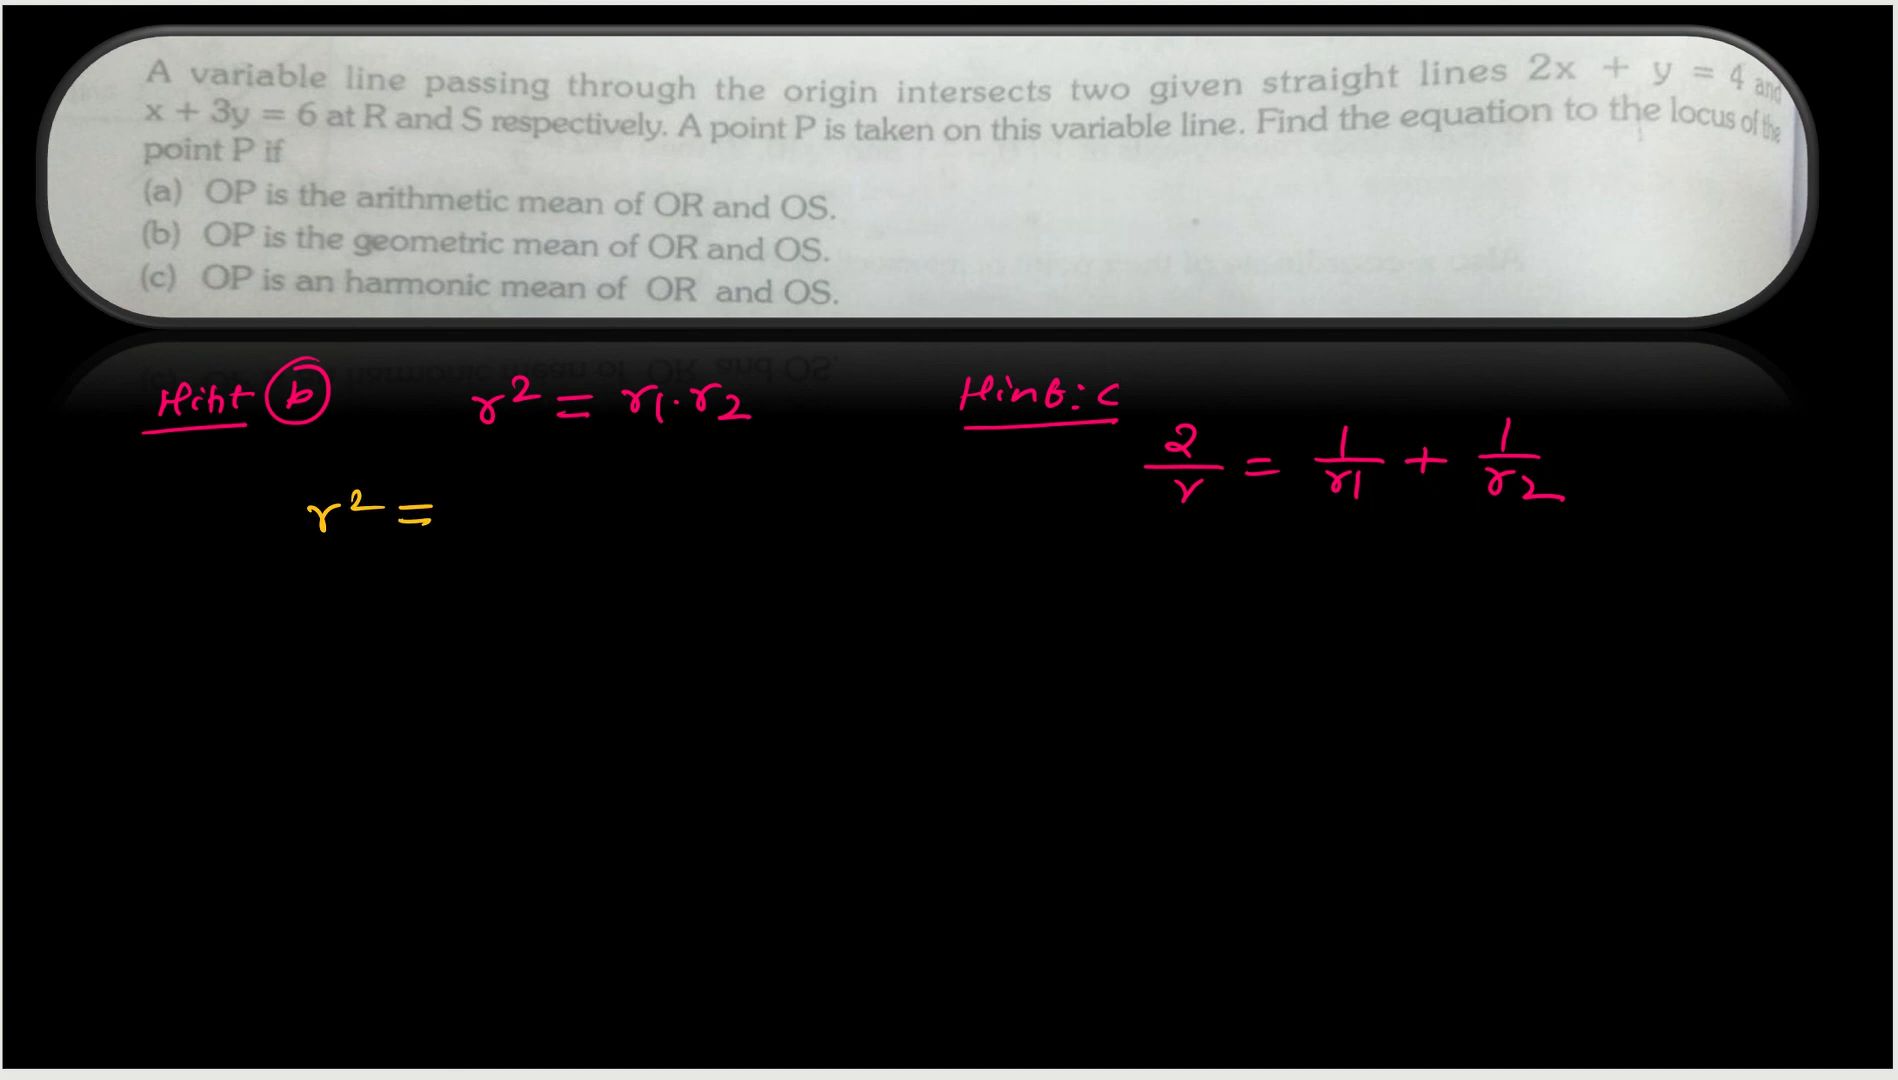 A variable line passing through the origin intersects two given straight lines 2x + y = 4 and
x + 3y = 6 at R and S respectively. A point P is taken on this variable line. Find the equation to the locus of the
point P if
(a) OP is the arithmetic mean of OR and OS.
(b) OP is the geometric mean of OR and OS.
(c) OP is an harmonic mean of OR and OS.
Hint (b) r² = r₁.r₂
Hint: c
2/r = 1/r1 + 1/r2
r² =